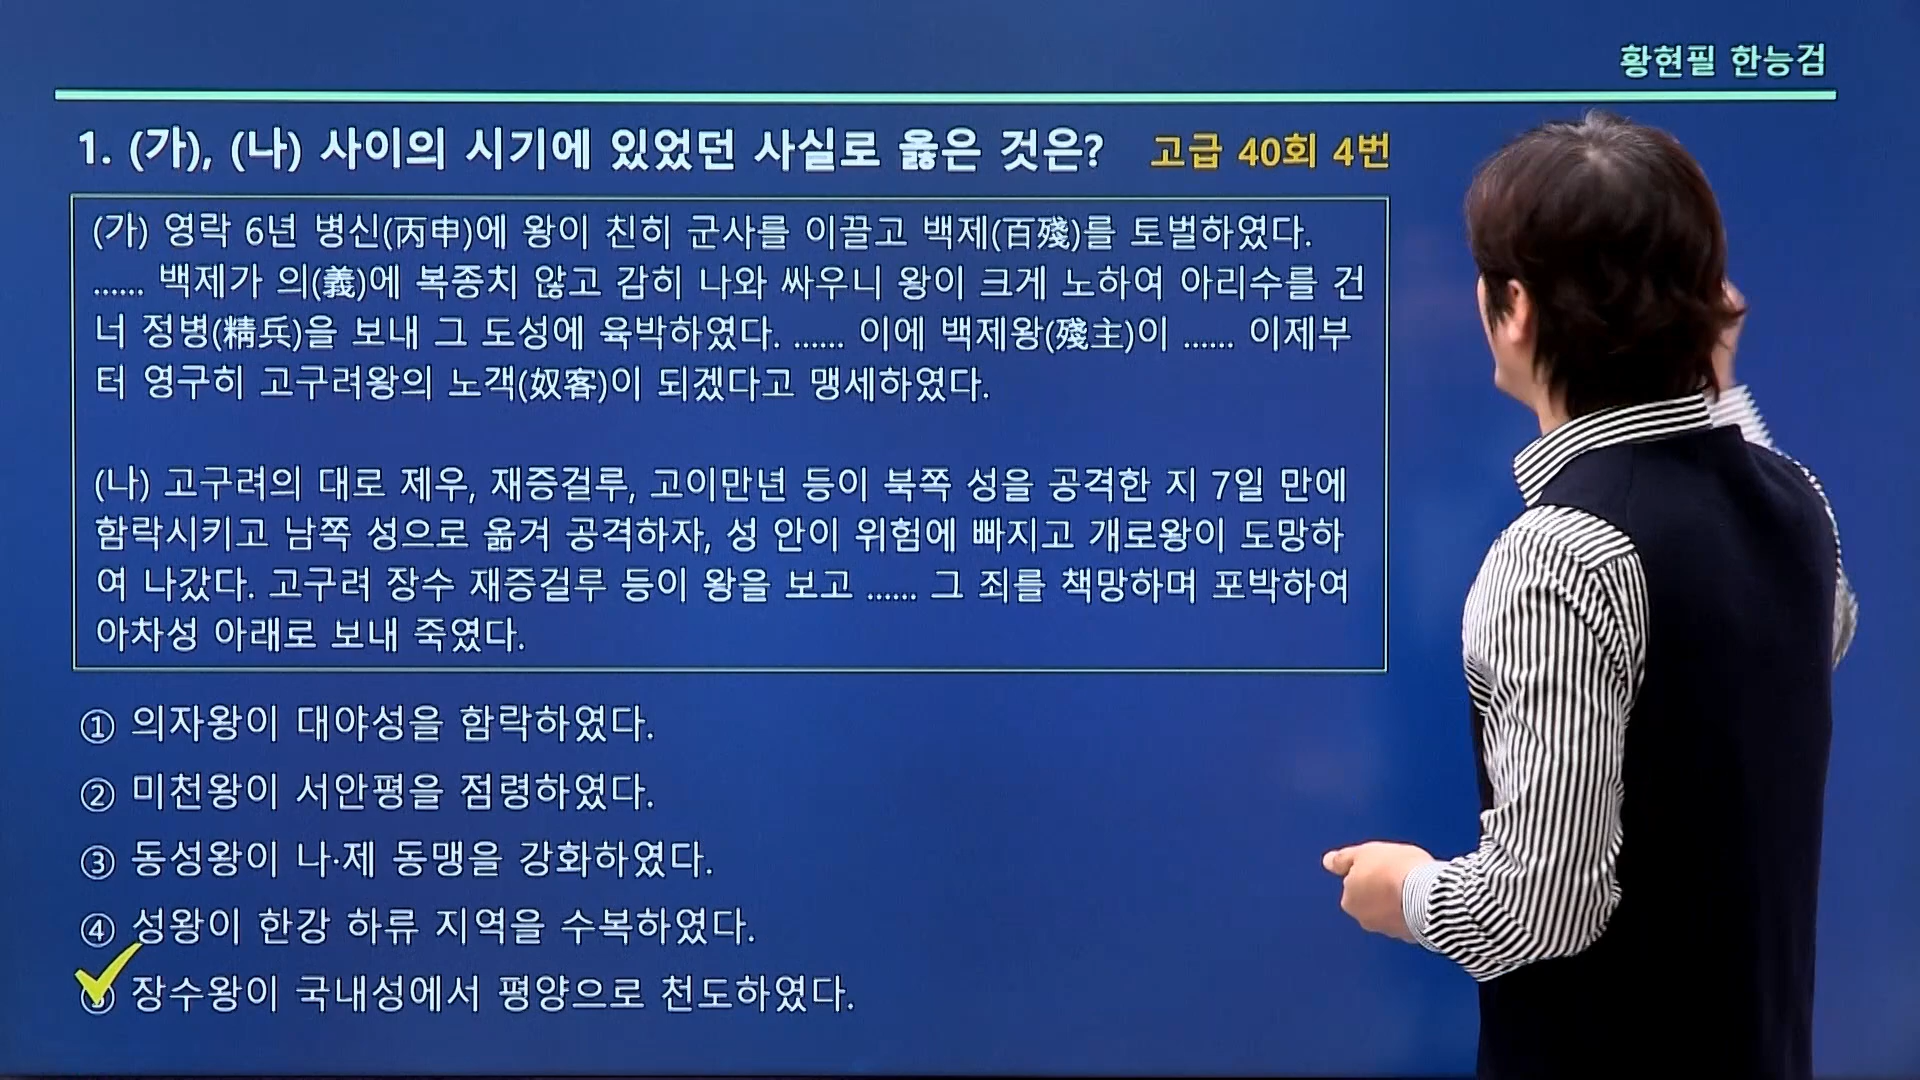 황현필 한능검
1. (가), (나) 사이의 시기에 있었던 사실로 옳은 것은? 고급 40회 4번
(가) 영락 6년 병신(丙申)에 왕이 친히 군사를 이끌고 백제(百殘)를 토벌하였다.
...... 백제가 의(義)에 복종치 않고 감히 나와 싸우니 왕이 크게 노하여 아리수를 건
너 정병(精兵)을 보내 그 도성에 육박하였다. ...... 이에 백제왕(殘主)이 ...... 이제부
터 영구히 고구려왕의 노객(奴客)이 되겠다고 맹세하였다.
(나) 고구려의 대로 제우, 재증걸루, 고이만년 등이 북쪽 성을 공격한 지 7일 만에
함락시키고 남쪽 성으로 옮겨 공격하자, 성 안이 위험에 빠지고 개로왕이 도망하
여 나갔다. 고구려 장수 재증걸루 등이 왕을 보고 ...... 그 죄를 책망하며 포박하여
아차성 아래로 보내 죽였다.
① 의자왕이 대야성을 함락하였다.
② 미천왕이 서안평을 점령하였다.
③ 동성왕이 나·제 동맹을 강화하였다.
④ 성왕이 한강 하류 지역을 수복하였다.
⑤ 장수왕이 국내성에서 평양으로 천도하였다.